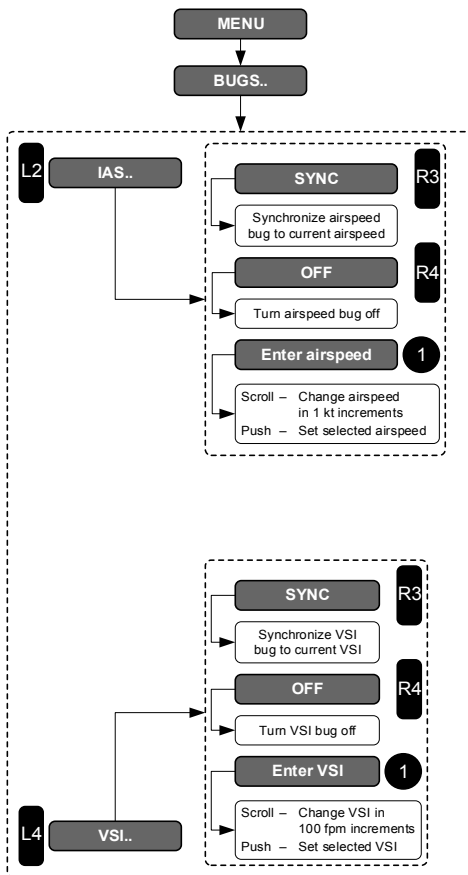 MENU
BUGS..
L2
IAS..
SYNC
R3
Synchronize airspeed
bug to current airspeed
OFF
R4
Turn airspeed bug off
Enter airspeed
1
Scroll – Change airspeed
in 1 kt increments
Push – Set selected airspeed
SYNC
R3
Synchronize VSI
bug to current VSI
OFF
R4
Turn VSI bug off
Enter VSI
1
Scroll – Change VSI in
100 fpm increments
Push – Set selected VSI
L4
VSI..